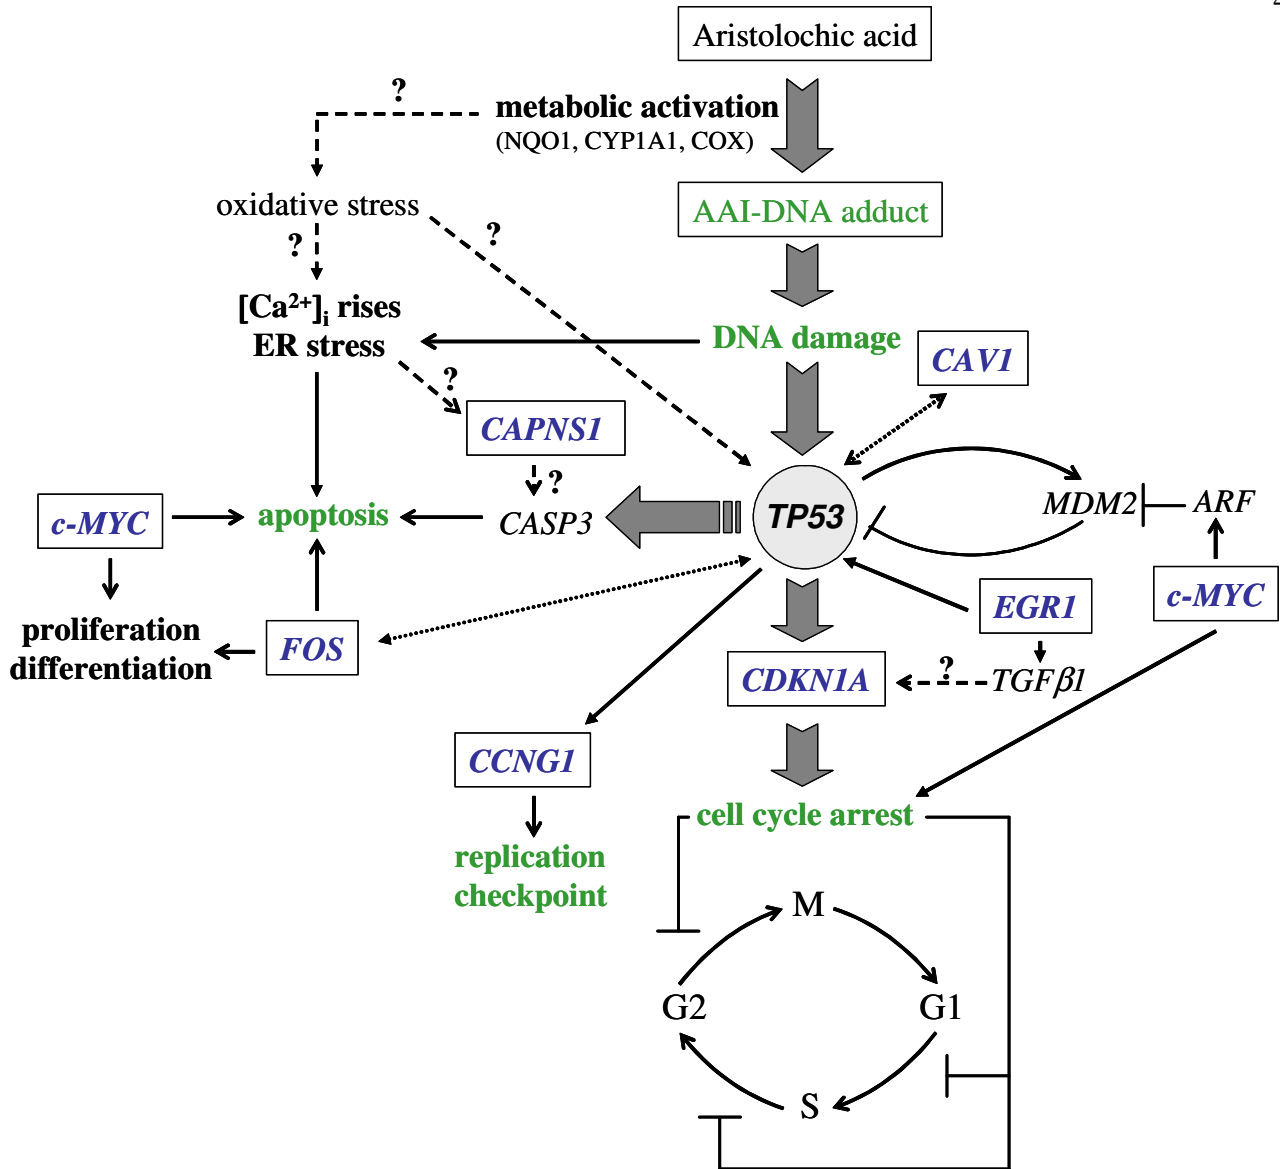 Aristolochic acid
?
metabolic activation
(NQO1, CYP1A1, COX)
oxidative stress
AAI-DNA adduct
?
?
[Ca²⁺]ᵢ rises
ER stress
DNA damage
CAV1
?
CAPNS1
?
c-MYC
apoptosis
CASP3
TP53
MDM2
ARF
c-MYC
EGR1
proliferation
differentiation
FOS
CDKN1A
?
TGFβ1
CCNG1
cell cycle arrest
replication
checkpoint
M
G2
G1
S